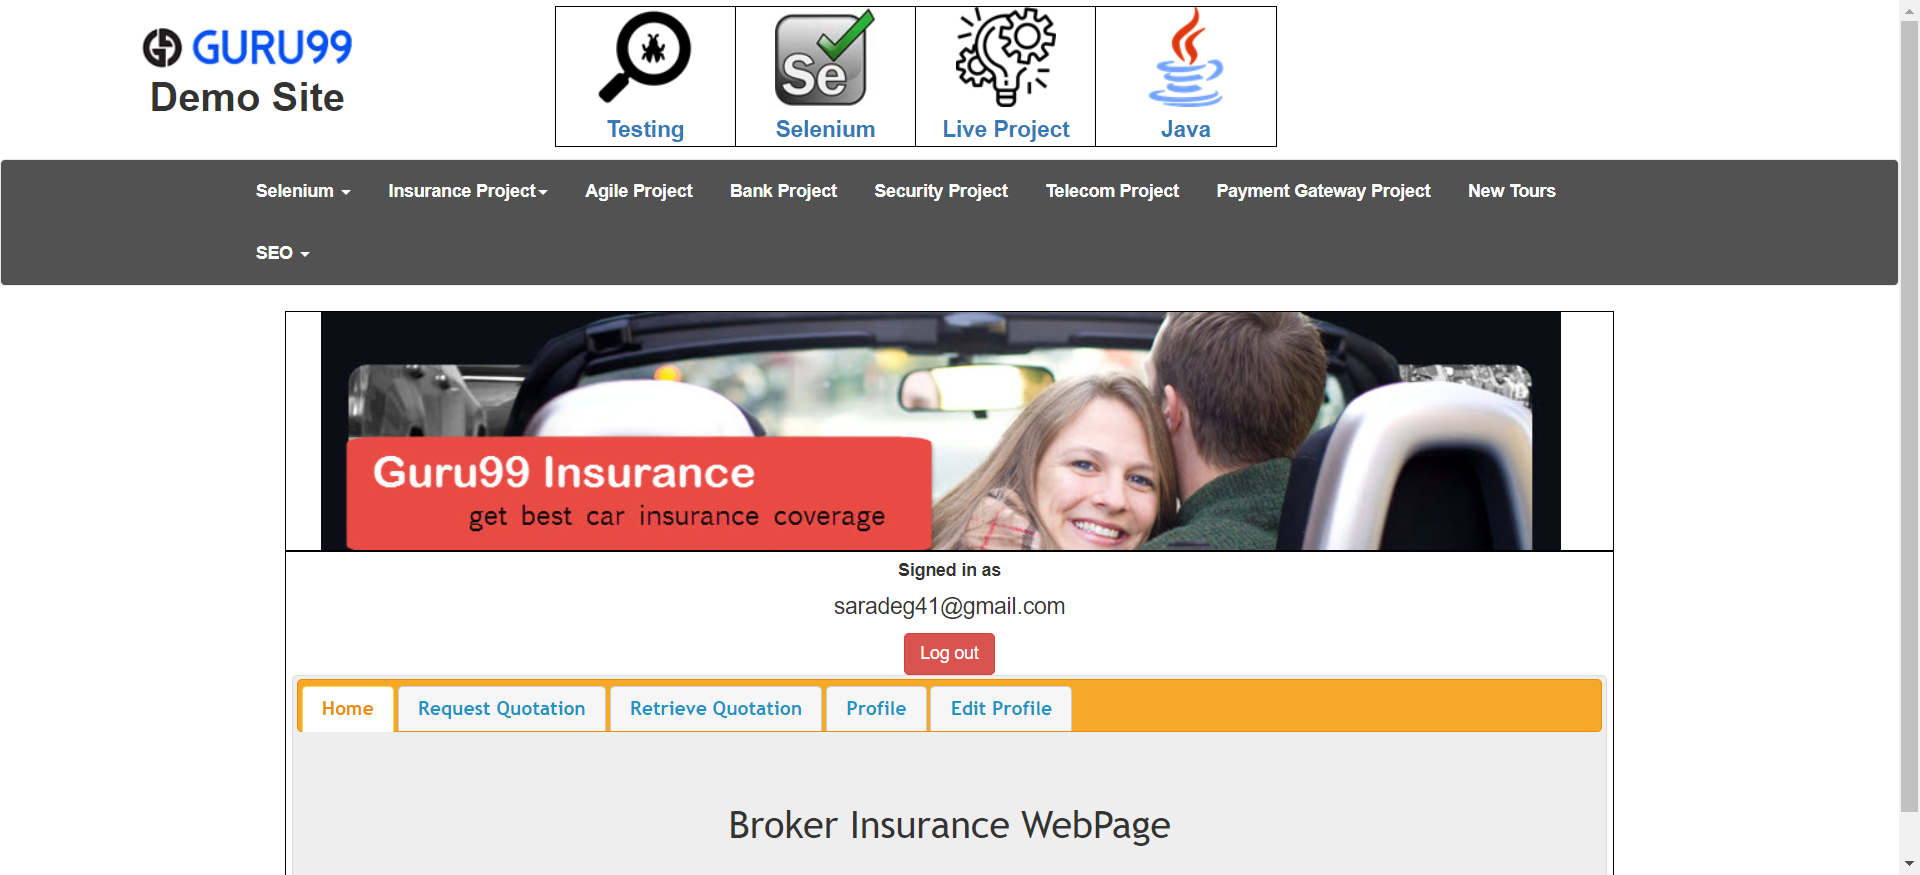 GURU99
Demo Site
Se
Testing
Selenium
Live Project
Java
Selenium
Insurance Project
Agile Project
Bank Project
Security Project
Telecom Project
Payment Gateway Project
New Tours
SEO
Guru99 Insurance
get best car insurance coverage
Signed in as
saradeg41@gmail.com
Log out
Home
Request Quotation
Retrieve Quotation
Profile
Edit Profile
Broker Insurance WebPage